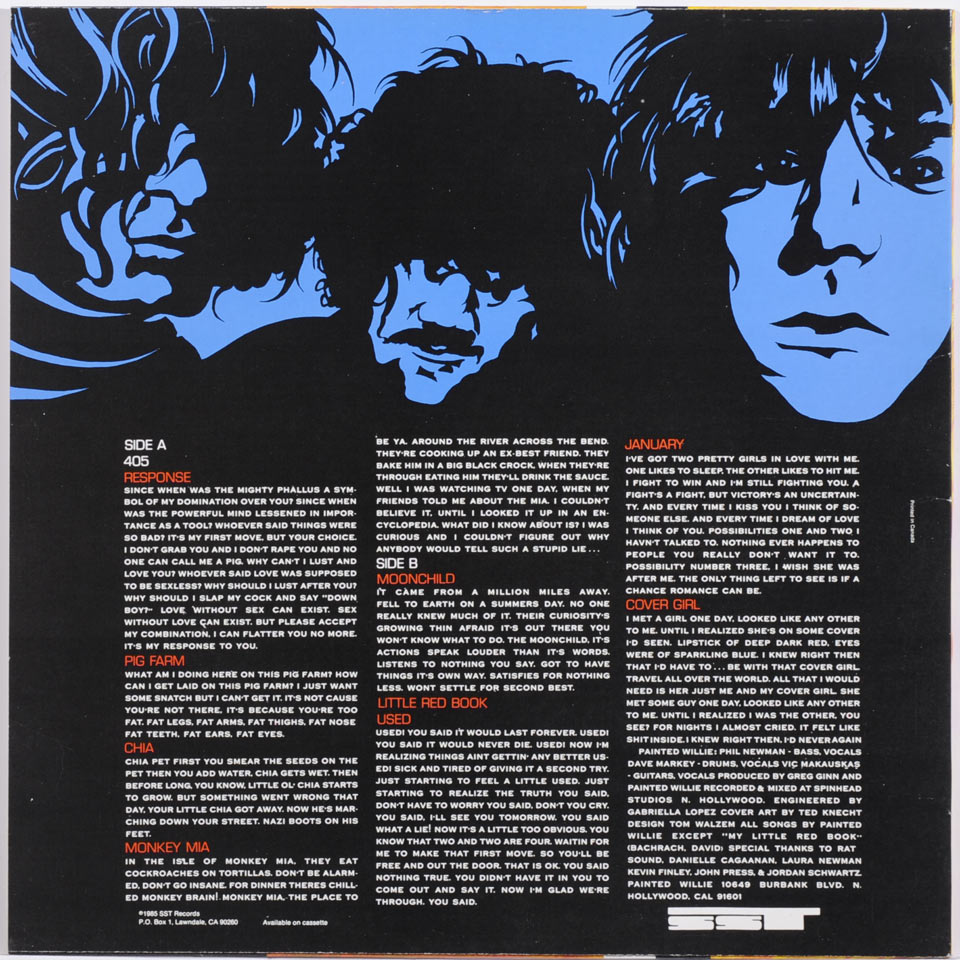 SIDE A
405
RESPONSE
SINCE WHEN WAS THE MIGHTY PHALLUS A SYM-
BOL OF MY DOMINATION OVER YOU? SINCE WHEN
WAS THE POWERFUL MIND LESSENED IN IMPOR-
TANCE AS A TOOL? WHOEVER SAID THINGS WERE
SO BAD? IT'S MY FIRST MOVE, BUT YOUR CHOICE.
I DON'T GRAB YOU AND I DON'T RAPE YOU AND NO
ONE CAN CALL ME A PIG. WHY CAN'T I LUST AND
LOVE YOU? WHOEVER SAID LOVE WAS SUPPOSED
TO BE SEXLESS? WHY SHOULD I LUST AFTER YOU?
WHY SHOULD I SLAP MY COCK AND SAY "DOWN
BOY?" LOVE WITHOUT SEX CAN EXIST. SEX
WITHOUT LOVE CAN EXIST. BUT PLEASE ACCEPT
MY COMBINATION. I CAN FLATTER YOU NO MORE.
IT'S MY RESPONSE TO YOU.
PIG FARM
WHAT AM I DOING HERE ON THIS PIG FARM? HOW
CAN I GET LAID ON THIS PIG FARM? I JUST WANT
SOME SNATCH BUT I CAN'T GET IT. IT'S NOT CAUSE
YOU'RE NOT THERE, IT'S BECAUSE YOU'RE TOO
FAT. FAT LEGS, FAT ARMS, FAT THIGHS, FAT NOSE
FAT TEETH, FAT EARS, FAT EYES.
CHIA
CHIA PET FIRST YOU SMEAR THE SEEDS ON THE
PET THEN YOU ADD WATER. CHIA GETS WET. THEN
BEFORE LONG, YOU KNOW, LITTLE OL' CHIA STARTS
TO GROW. BUT SOMETHING WENT WRONG THAT
DAY. YOUR LITTLE CHIA GOT AWAY. NOW HE'S MAR-
CHING DOWN YOUR STREET. NAZI BOOTS ON HIS
FEET.
MONKEY MIA
IN THE ISLE OF MONKEY MIA, THEY EAT
COCKROACHES ON TORTILLAS. DON'T BE ALARM-
ED, DON'T GO INSANE. FOR DINNER THERES CHILL-
ED MONKEY BRAIN!. MONKEY MIA- THE PLACE TO
©1985 SST Records
P.O. Box 1, Lawndale, CA 90260 Available on cassette
BE YA. AROUND THE RIVER ACROSS THE BEND.
THEY'RE COOKING UP AN EX-BEST FRIEND. THEY
BAKE HIM IN A BIG BLACK CROCK, WHEN THEY'RE
THROUGH EATING HIM THEY'LL DRINK THE SAUCE.
WELL I WAS WATCHING TV ONE DAY, WHEN MY
FRIENDS TOLD ME ABOUT THE MIA. I COULDN'T
BELIEVE IT, UNTIL I LOOKED IT UP IN AN EN-
CYCLOPEDIA. WHAT DID I KNOW ABOUT IS? I WAS
CURIOUS AND I COULDN'T FIGURE OUT WHY
ANYBODY WOULD TELL SUCH A STUPID LIE...
SIDE B
MOONCHILD
IT CAME FROM A MILLION MILES AWAY.
FELL TO EARTH ON A SUMMERS DAY. NO ONE
REALLY KNEW MUCH OF IT. THEIR CURIOSITY'S
GROWING THIN AFRAID IT'S OUT THERE YOU
WON'T KNOW WHAT TO DO. THE MOONCHILD, IT'S
ACTIONS SPEAK LOUDER THAN IT'S WORDS.
LISTENS TO NOTHING YOU SAY. GOT TO HAVE
THINGS IT'S OWN WAY. SATISFIES FOR NOTHING
LESS. WONT SETTLE FOR SECOND BEST.
LITTLE RED BOOK
USED
USED! YOU SAID IT WOULD LAST FOREVER. USED!
YOU SAID IT WOULD NEVER DIE. USED! NOW I'M
REALIZING THINGS AINT GETTIN' ANY BETTER US-
ED! SICK AND TIRED OF GIVING IT A SECOND TRY.
JUST STARTING TO FEEL A LITTLE USED. JUST
STARTING TO REALIZE THE TRUTH YOU SAID,
DON'T HAVE TO WORRY YOU SAID, DON'T YOU CRY.
YOU SAID, I'LL SEE YOU TOMORROW. YOU SAID
WHAT A LIE! NOW IT'S A LITTLE TOO OBVIOUS. YOU
KNOW THAT TWO AND TWO ARE FOUR. WAITIN FOR
ME TO MAKE THAT FIRST MOVE. SO YOU'LL BE
FREE AND OUT THE DOOR. THAT IS OK. YOU SAID
NOTHING TRUE. YOU DIDN'T HAVE IT IN YOU TO
COME OUT AND SAY IT. NOW I'M GLAD WE'RE
THROUGH. YOU SAID.
JANUARY
I'VE GOT TWO PRETTY GIRLS IN LOVE WITH ME.
ONE LIKES TO SLEEP, THE OTHER LIKES TO HIT ME.
I FIGHT TO WIN AND I'M STILL FIGHTING YOU. A
FIGHT'S A FIGHT, BUT VICTORY'S AN UNCERTAIN-
TY. AND EVERY TIME I KISS YOU I THINK OF SO-
MEONE ELSE. AND EVERY TIME I DREAM OF LOVE
I THINK OF YOU. POSSIBILITIES ONE AND TWO I
HAVN'T TALKED TO. NOTHING EVER HAPPENS TO
PEOPLE YOU REALLY DON'T WANT IT TO.
POSSIBILITY NUMBER THREE, I WISH SHE WAS
AFTER ME. THE ONLY THING LEFT TO SEE IS IF A
CHANCE ROMANCE CAN BE.
COVER GIRL
I MET A GIRL ONE DAY, LOOKED LIKE ANY OTHER
TO ME. UNTIL I REALIZED SHE'S ON SOME COVER
I'D SEEN. LIPSTICK OF DEEP DARK RED, EYES
WERE OF SPARKLING BLUE. I KNEW RIGHT THEN
THAT I'D HAVE TO... BE WITH THAT COVER GIRL.
TRAVEL ALL OVER THE WORLD. ALL THAT I WOULD
NEED IS HER JUST ME AND MY COVER GIRL. SHE
MET SOME GUY ONE DAY, LOOKED LIKE ANY OTHER
TO ME. UNTIL I REALIZED I WAS THE OTHER, YOU
SEE? FOR NIGHTS I ALMOST CRIED. IT FELT LIKE
SHIT INSIDE. I KNEW RIGHT THEN, I'D NEVER AGAIN
PAINTED WILLIE: PHIL NEWMAN - BASS, VOCALS
DAVE MARKEY - DRUMS, VOCALS VIC MAKAUSKAS
- GUITARS, VOCALS PRODUCED BY GREG GINN AND
PAINTED WILLIE RECORDED & MIXED AT SPINHEAD
STUDIOS N. HOLLYWOOD. ENGINEERED BY
GABRIELLA LOPEZ COVER ART BY TED KNECHT
DESIGN TOM WALZEM ALL SONGS BY PAINTED
WILLIE EXCEPT "MY LITTLE RED BOOK"
(BACHRACH, DAVID) SPECIAL THANKS TO RAT
SOUND, DANIELLE CAGAANAN, LAURA NEWMAN
KEVIN FINLEY, JOHN PRESS, & JORDAN SCHWARTZ.
PAINTED WILLIE 10649 BURBANK BLVD. N.
HOLLYWOOD, CAL 91601
SST
Printed in Canada